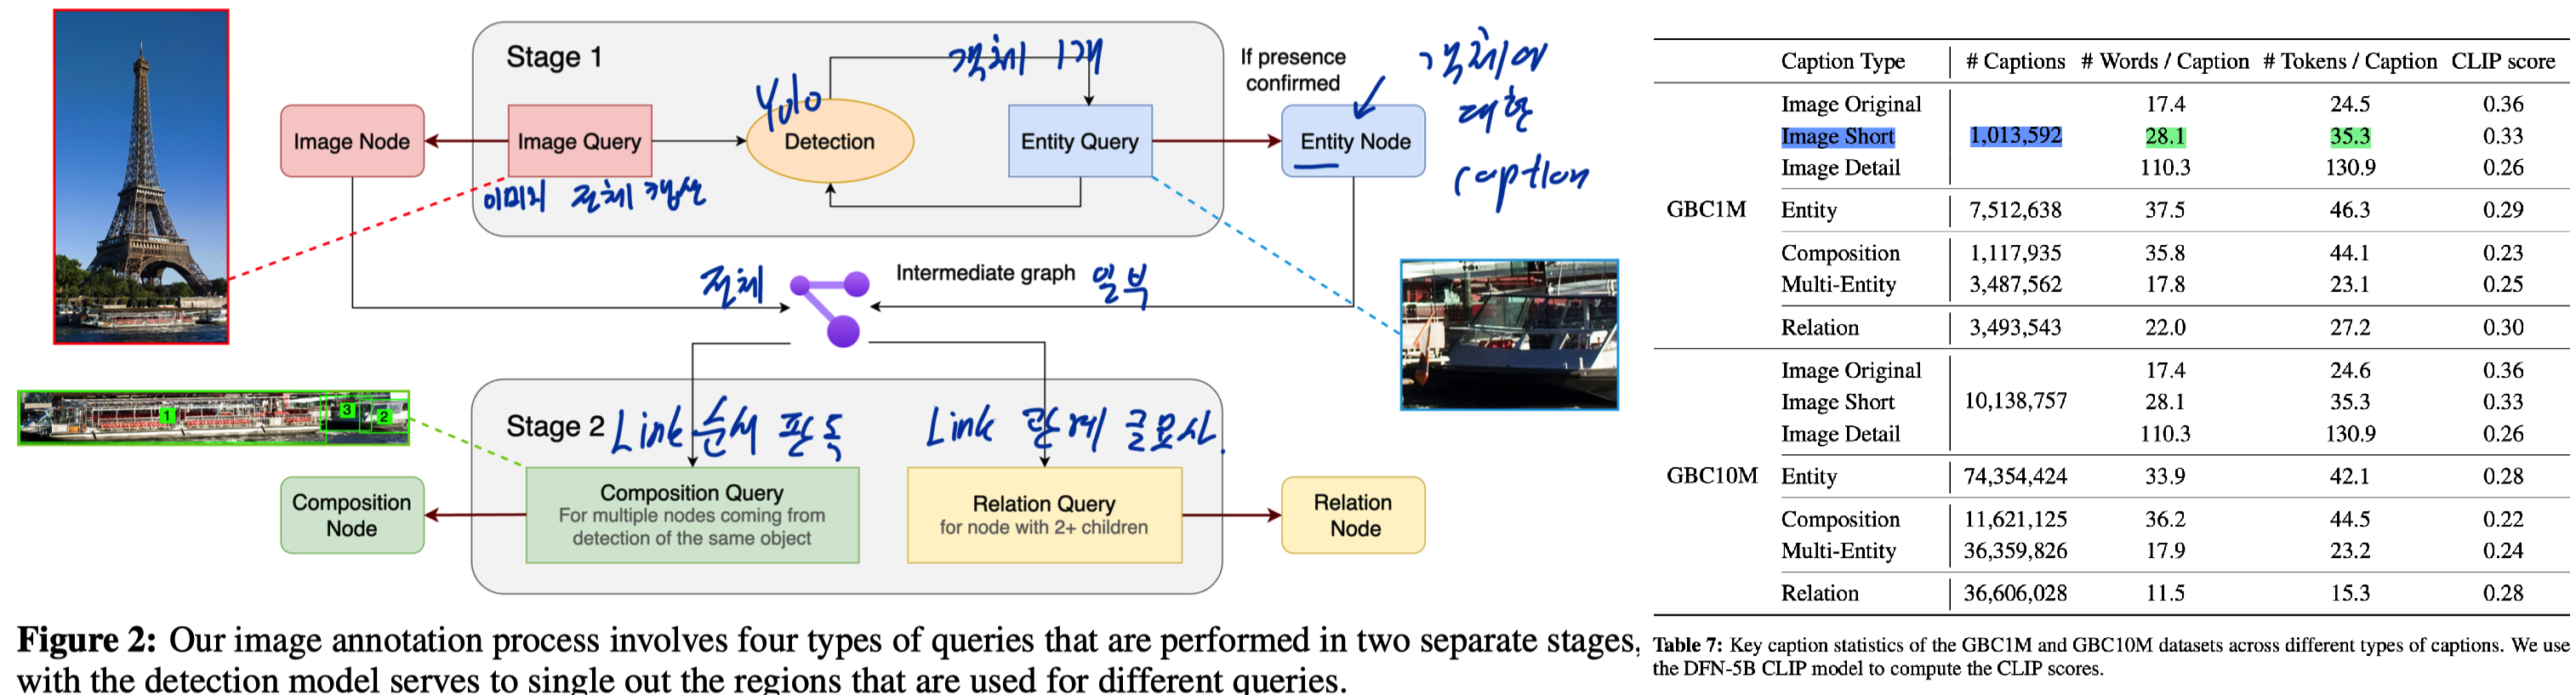 Stage 1
객체 1개
Yolo
If presence
confirmed
객체에
대한
caption
Image Node
Image Query
Detection
Entity Query
Entity Node
이미지 전체 캡션
전체
Intermediate graph
일부
1
3
2
Stage 2
Link 순서 판독
Link 관계 글묘사.
Composition
Node
Composition Query
For multiple nodes coming from
detection of the same object
Relation Query
for node with 2+ children
Relation
Node
Figure 2: Our image annotation process involves four types of queries that are performed in two separate stages,
with the detection model serves to single out the regions that are used for different queries.
Caption Type # Captions # Words / Caption # Tokens / Caption CLIP score
Image Original 17.4 24.5 0.36
Image Short 1,013,592 28.1 35.3 0.33
Image Detail 110.3 130.9 0.26
GBC1M Entity 7,512,638 37.5 46.3 0.29
Composition 1,117,935 35.8 44.1 0.23
Multi-Entity 3,487,562 17.8 23.1 0.25
Relation 3,493,543 22.0 27.2 0.30
Image Original 17.4 24.6 0.36
Image Short 10,138,757 28.1 35.3 0.33
Image Detail 110.3 130.9 0.26
GBC10M Entity 74,354,424 33.9 42.1 0.28
Composition 11,621,125 36.2 44.5 0.22
Multi-Entity 36,359,826 17.9 23.2 0.24
Relation 36,606,028 11.5 15.3 0.28
Table 7: Key caption statistics of the GBC1M and GBC10M datasets across different types of captions. We use
the DFN-5B CLIP model to compute the CLIP scores.